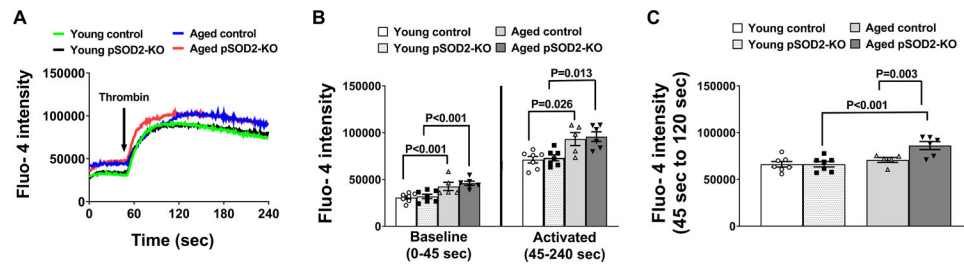 A
Young control
Aged control
Young pSOD2-KO
Aged pSOD2-KO
Fluo- 4 intensity
150000
100000
50000
0
Thrombin
0
60
120
180
240
Time (sec)
B
Young control
Aged control
Young pSOD2-KO
Aged pSOD2-KO
Fluo- 4 intensity
150000
100000
50000
0
P<0.001
P<0.001
P=0.026
P=0.013
Baseline
(0-45 sec)
Activated
(45-240 sec)
C
Young control
Aged control
Young pSOD2-KO
Aged pSOD2-KO
Fluo- 4 intensity
(45 sec to 120 sec)
150000
100000
50000
0
P=0.003
P<0.001